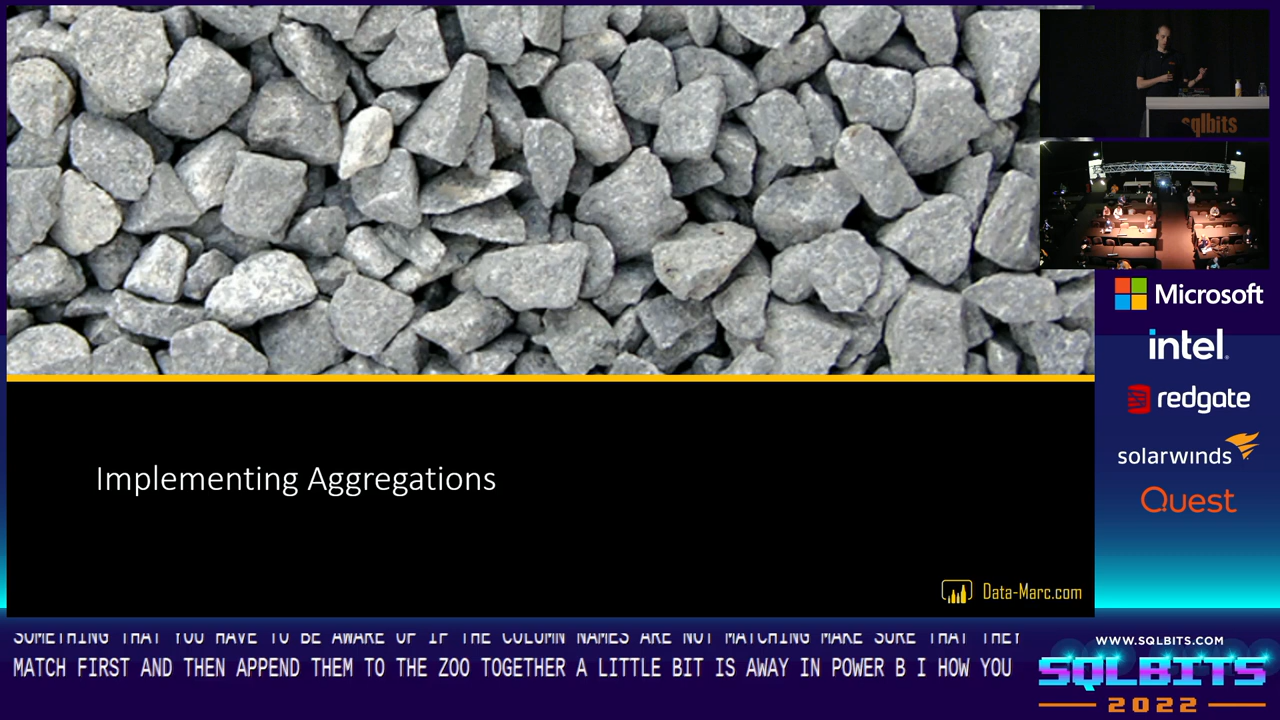 sqlbits
Microsoft
intel.
redgate
solarwinds
Quest
Implementing Aggregations
Data-Marc.com
SOMETHING THAT YOU HAVE TO BE AWARE OF IF THE COLUMN NAMES ARE NOT MATCHING MAKE SURE THAT THEY
MATCH FIRST AND THEN APPEND THEM TO THE ZOO TOGETHER A LITTLE BIT IS AWAY IN POWER B I HOW YOU
WWW.SQLBITS.COM
SQLBITS
2022